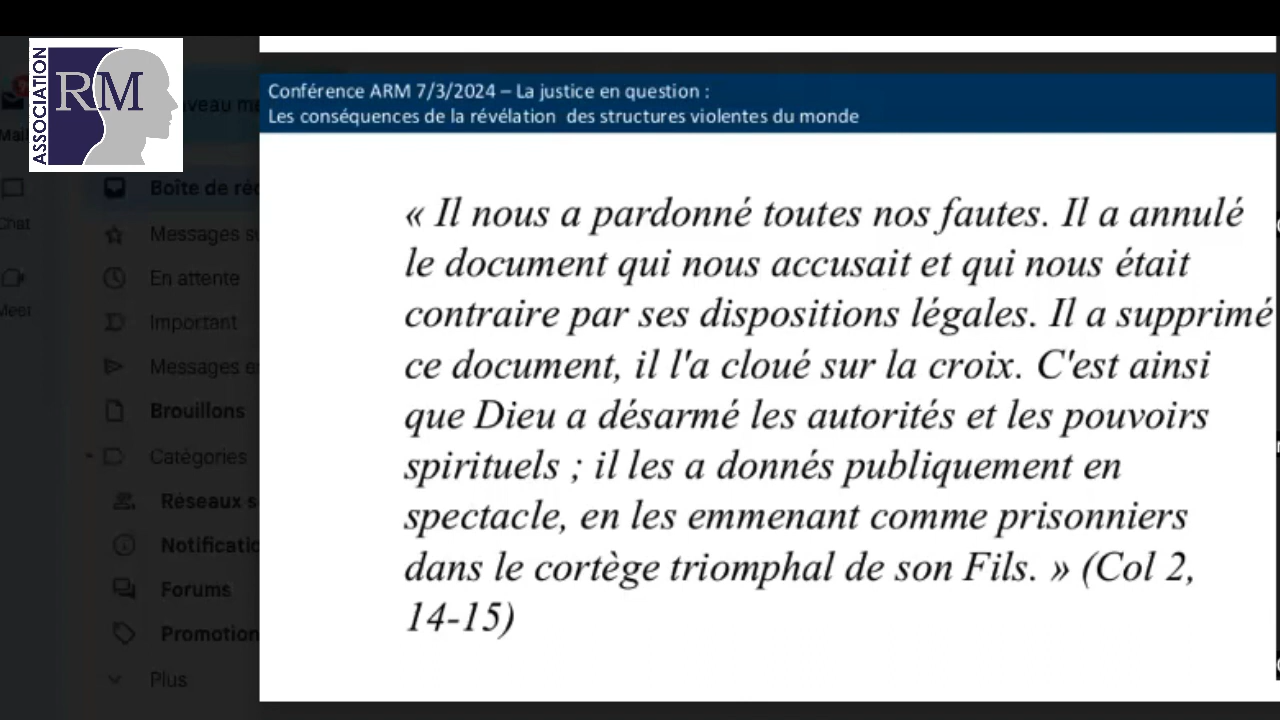 ASSOCIATION
RM
Conférence ARM 7/3/2024 – La justice en question :
Les conséquences de la révélation des structures violentes du monde
« Il nous a pardonné toutes nos fautes. Il a annulé
le document qui nous accusait et qui nous était
contraire par ses dispositions légales. Il a supprimé
ce document, il l'a cloué sur la croix. C'est ainsi
que Dieu a désarmé les autorités et les pouvoirs
spirituels ; il les a donnés publiquement en
spectacle, en les emmenant comme prisonniers
dans le cortège triomphal de son Fils. » (Col 2,
14-15)
Chat
Meet
Boîte de
Messages
En attente
Important
Messages
Brouillons
Catégories
Réseaux
Forums
Plus